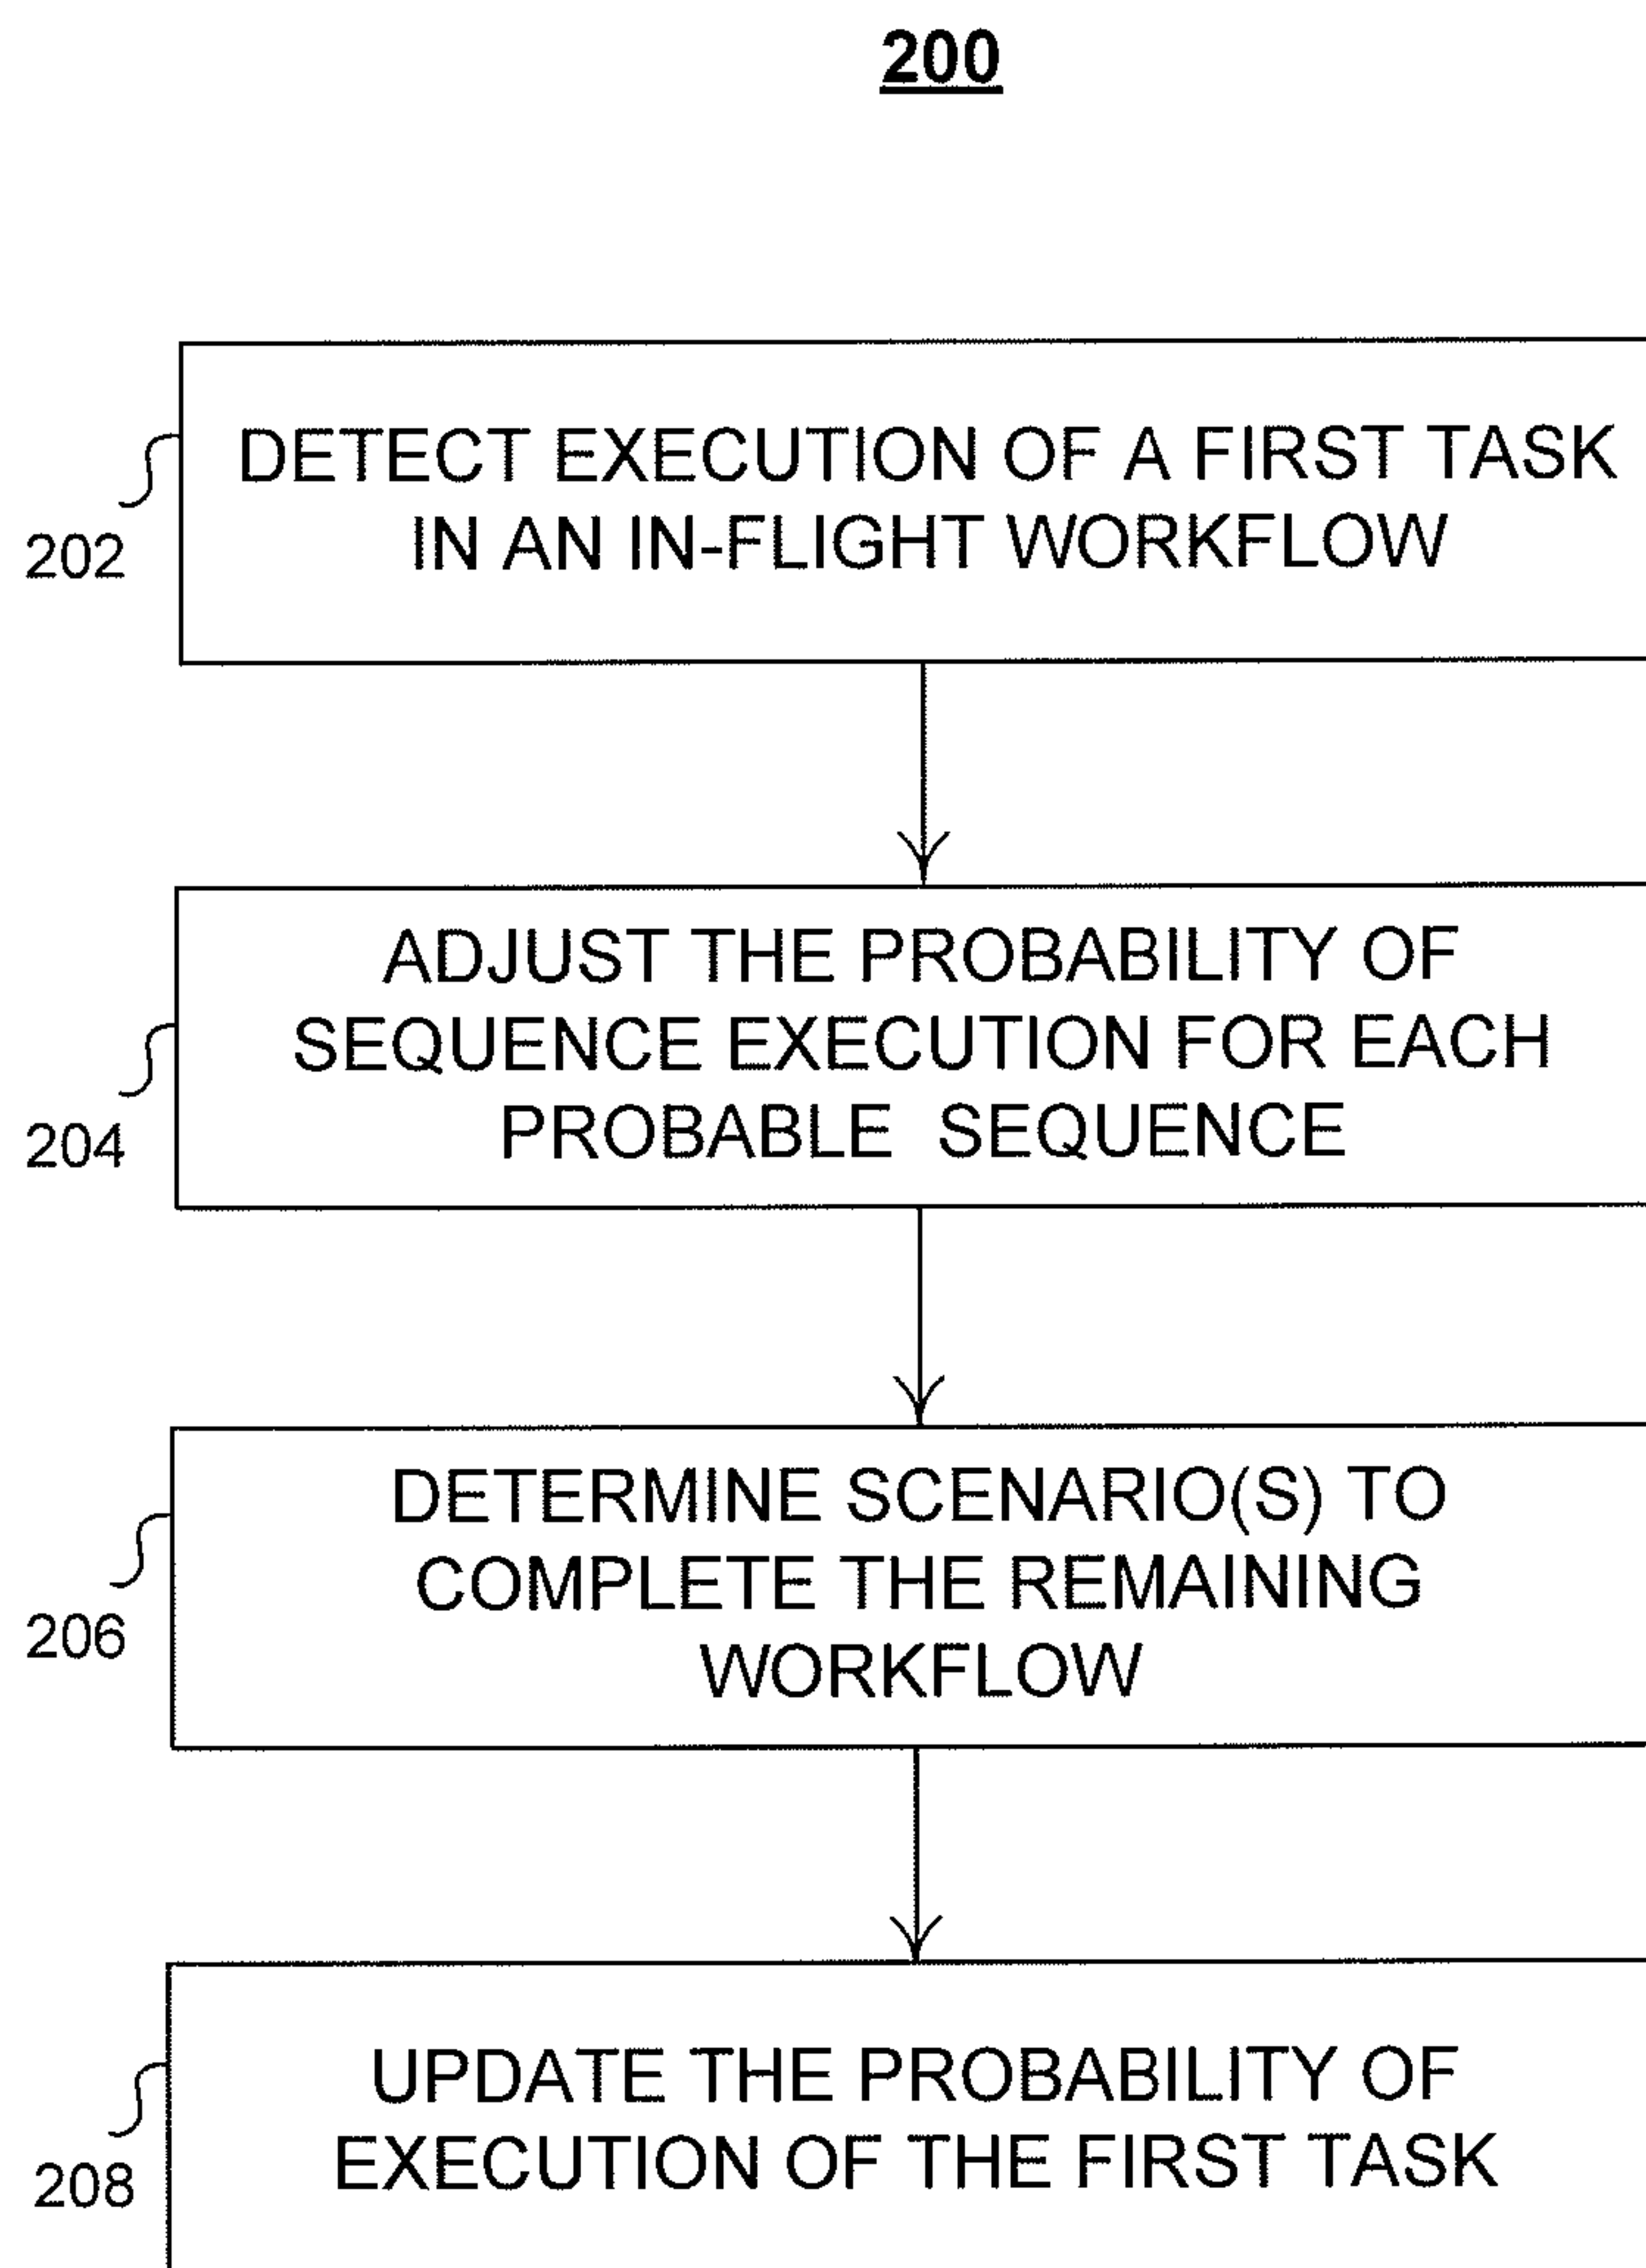 200
DETECT EXECUTION OF A FIRST TASK
IN AN IN-FLIGHT WORKFLOW
202
ADJUST THE PROBABILITY OF
SEQUENCE EXECUTION FOR EACH
PROBABLE SEQUENCE
204
DETERMINE SCENARIO(S) TO
COMPLETE THE REMAINING
WORKFLOW
206
UPDATE THE PROBABILITY OF
EXECUTION OF THE FIRST TASK
208